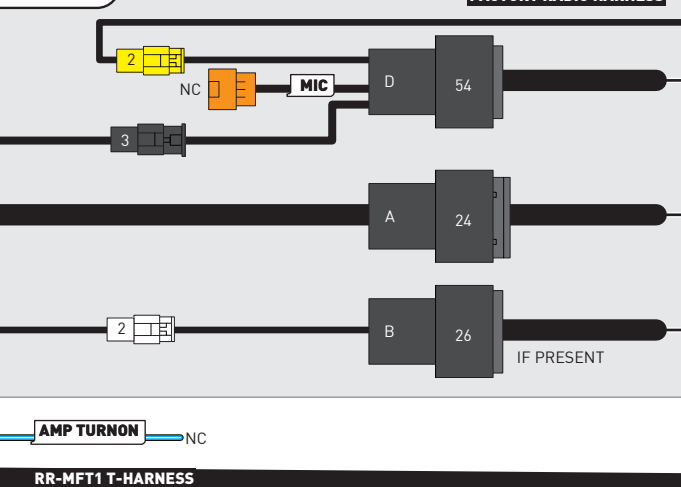 FACTORY RADIO HARNESS
2
NC
MIC
D
54
3
A
24
2
B
26
IF PRESENT
AMP TURNON
NC
RR-MFT1 T-HARNESS